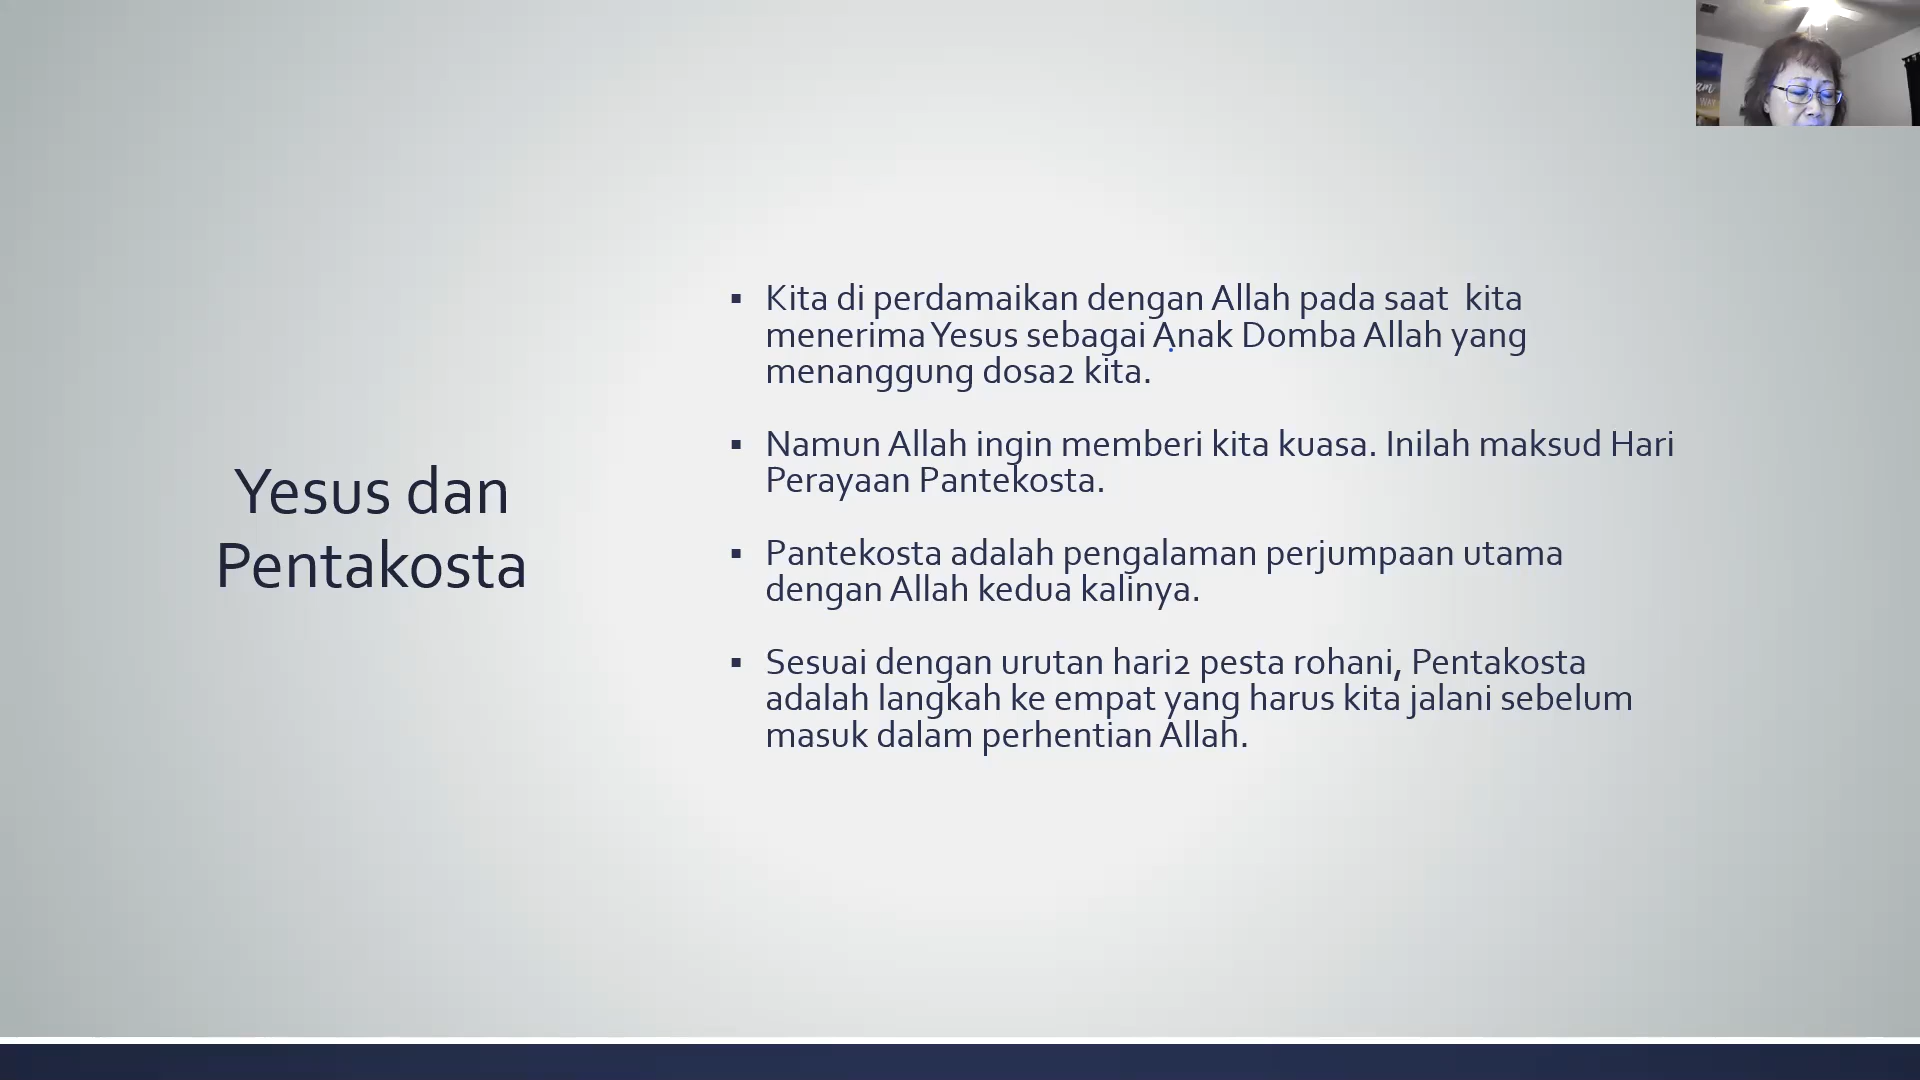 Yesus dan
Pentakosta
▪ Kita di perdamaikan dengan Allah pada saat  kita
menerima Yesus sebagai Anak Domba Allah yang
menanggung dosa2 kita.
▪ Namun Allah ingin memberi kita kuasa. Inilah maksud Hari
Perayaan Pantekosta.
▪ Pantekosta adalah pengalaman perjumpaan utama
dengan Allah kedua kalinya.
▪ Sesuai dengan urutan hari2 pesta rohani, Pentakosta
adalah langkah ke empat yang harus kita jalani sebelum
masuk dalam perhentian Allah.